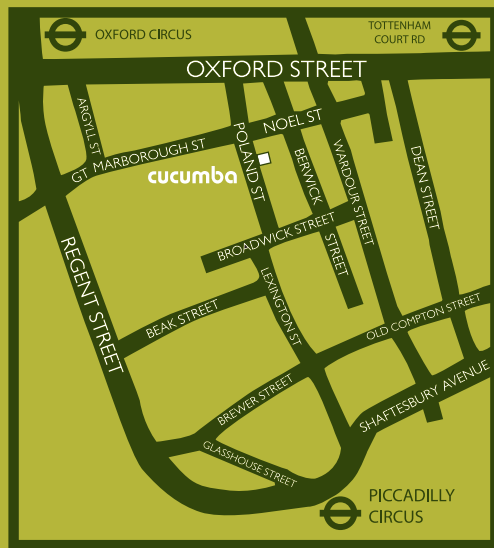 OXFORD CIRCUS
TOTTENHAM
COURT RD
OXFORD STREET
ARGYLL ST
GT MARBOROUGH ST
POLAND ST
NOEL ST
cucumba
BERWICK
STREET
WARDOUR STREET
DEAN STREET
REGENT STREET
BROADWICK STREET
LEXINGTON ST
BEAK STREET
OLD COMPTON STREET
BREWER STREET
SHAFTESBURY AVENUE
GLASSHOUSE STREET
PICCADILLY
CIRCUS